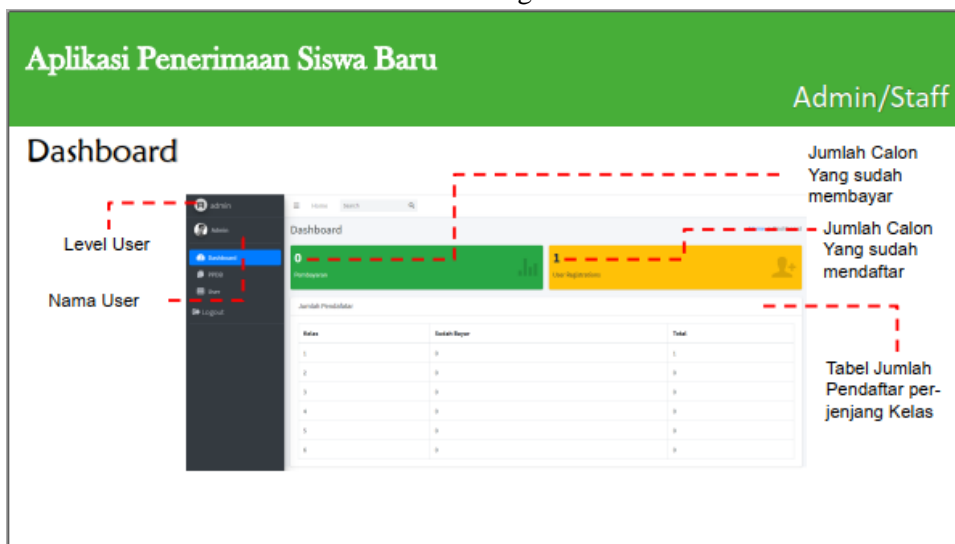 Aplikasi Penerimaan Siswa Baru
Admin/Staff
Dashboard
Jumlah Calon
Yang sudah
membayar
Level User
Nama User
Jumlah Calon
Yang sudah
mendaftar
Tabel Jumlah
Pendaftar per-
jenjang Kelas
admin
Home Search
Admin
Dashboard
Dashboard
PPDB
User
Logout
0
Pembayaran
1
User Registrations
Jumlah Pendaftar
Kelas Sudah Bayar Total
1 0 1
2 0 0
3 0 0
4 0 0
5 0 0
6 0 0